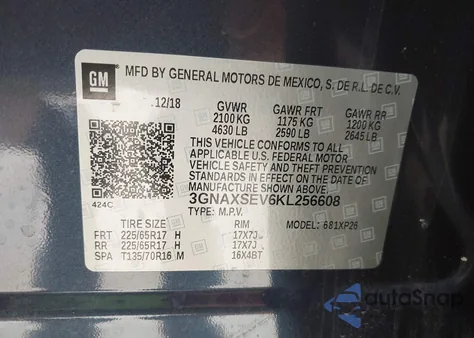 GM
MFD BY GENERAL MOTORS DE MEXICO, S. DE R.L. DE C.V.
12/18 GVWR GAWR FRT GAWR RR
2100 KG 1175 KG 1200 KG
4630 LB 2590 LB 2645 LB
THIS VEHICLE CONFORMS TO ALL
APPLICABLE U.S. FEDERAL MOTOR
VEHICLE SAFETY AND THEFT PREVENTION
STANDARDS IN EFFECT ON THE DATE OF
MANUFACTURE SHOWN ABOVE.
424C 3GNAXSEV6KL256608
TYPE: M.P.V.
TIRE SIZE RIM MODEL: 681XP26
FRT 225/65R17 H 17X7J
RR 225/65R17 H 17X7J
SPA T135/70R16 M 16X4BT
autoSnap